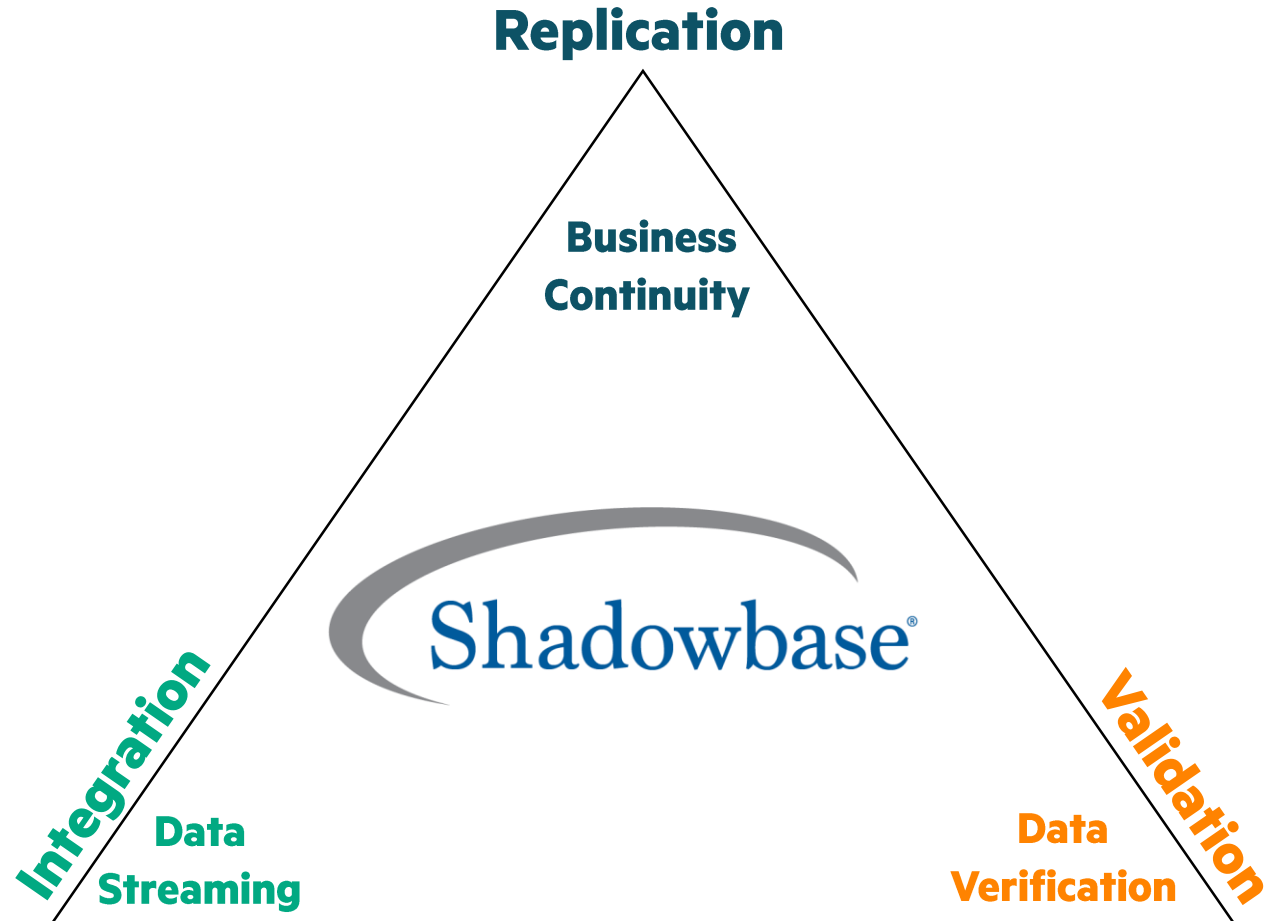 Replication
Business
Continuity
Shadowbase®
Integration
Data
Streaming
Validation
Data
Verification